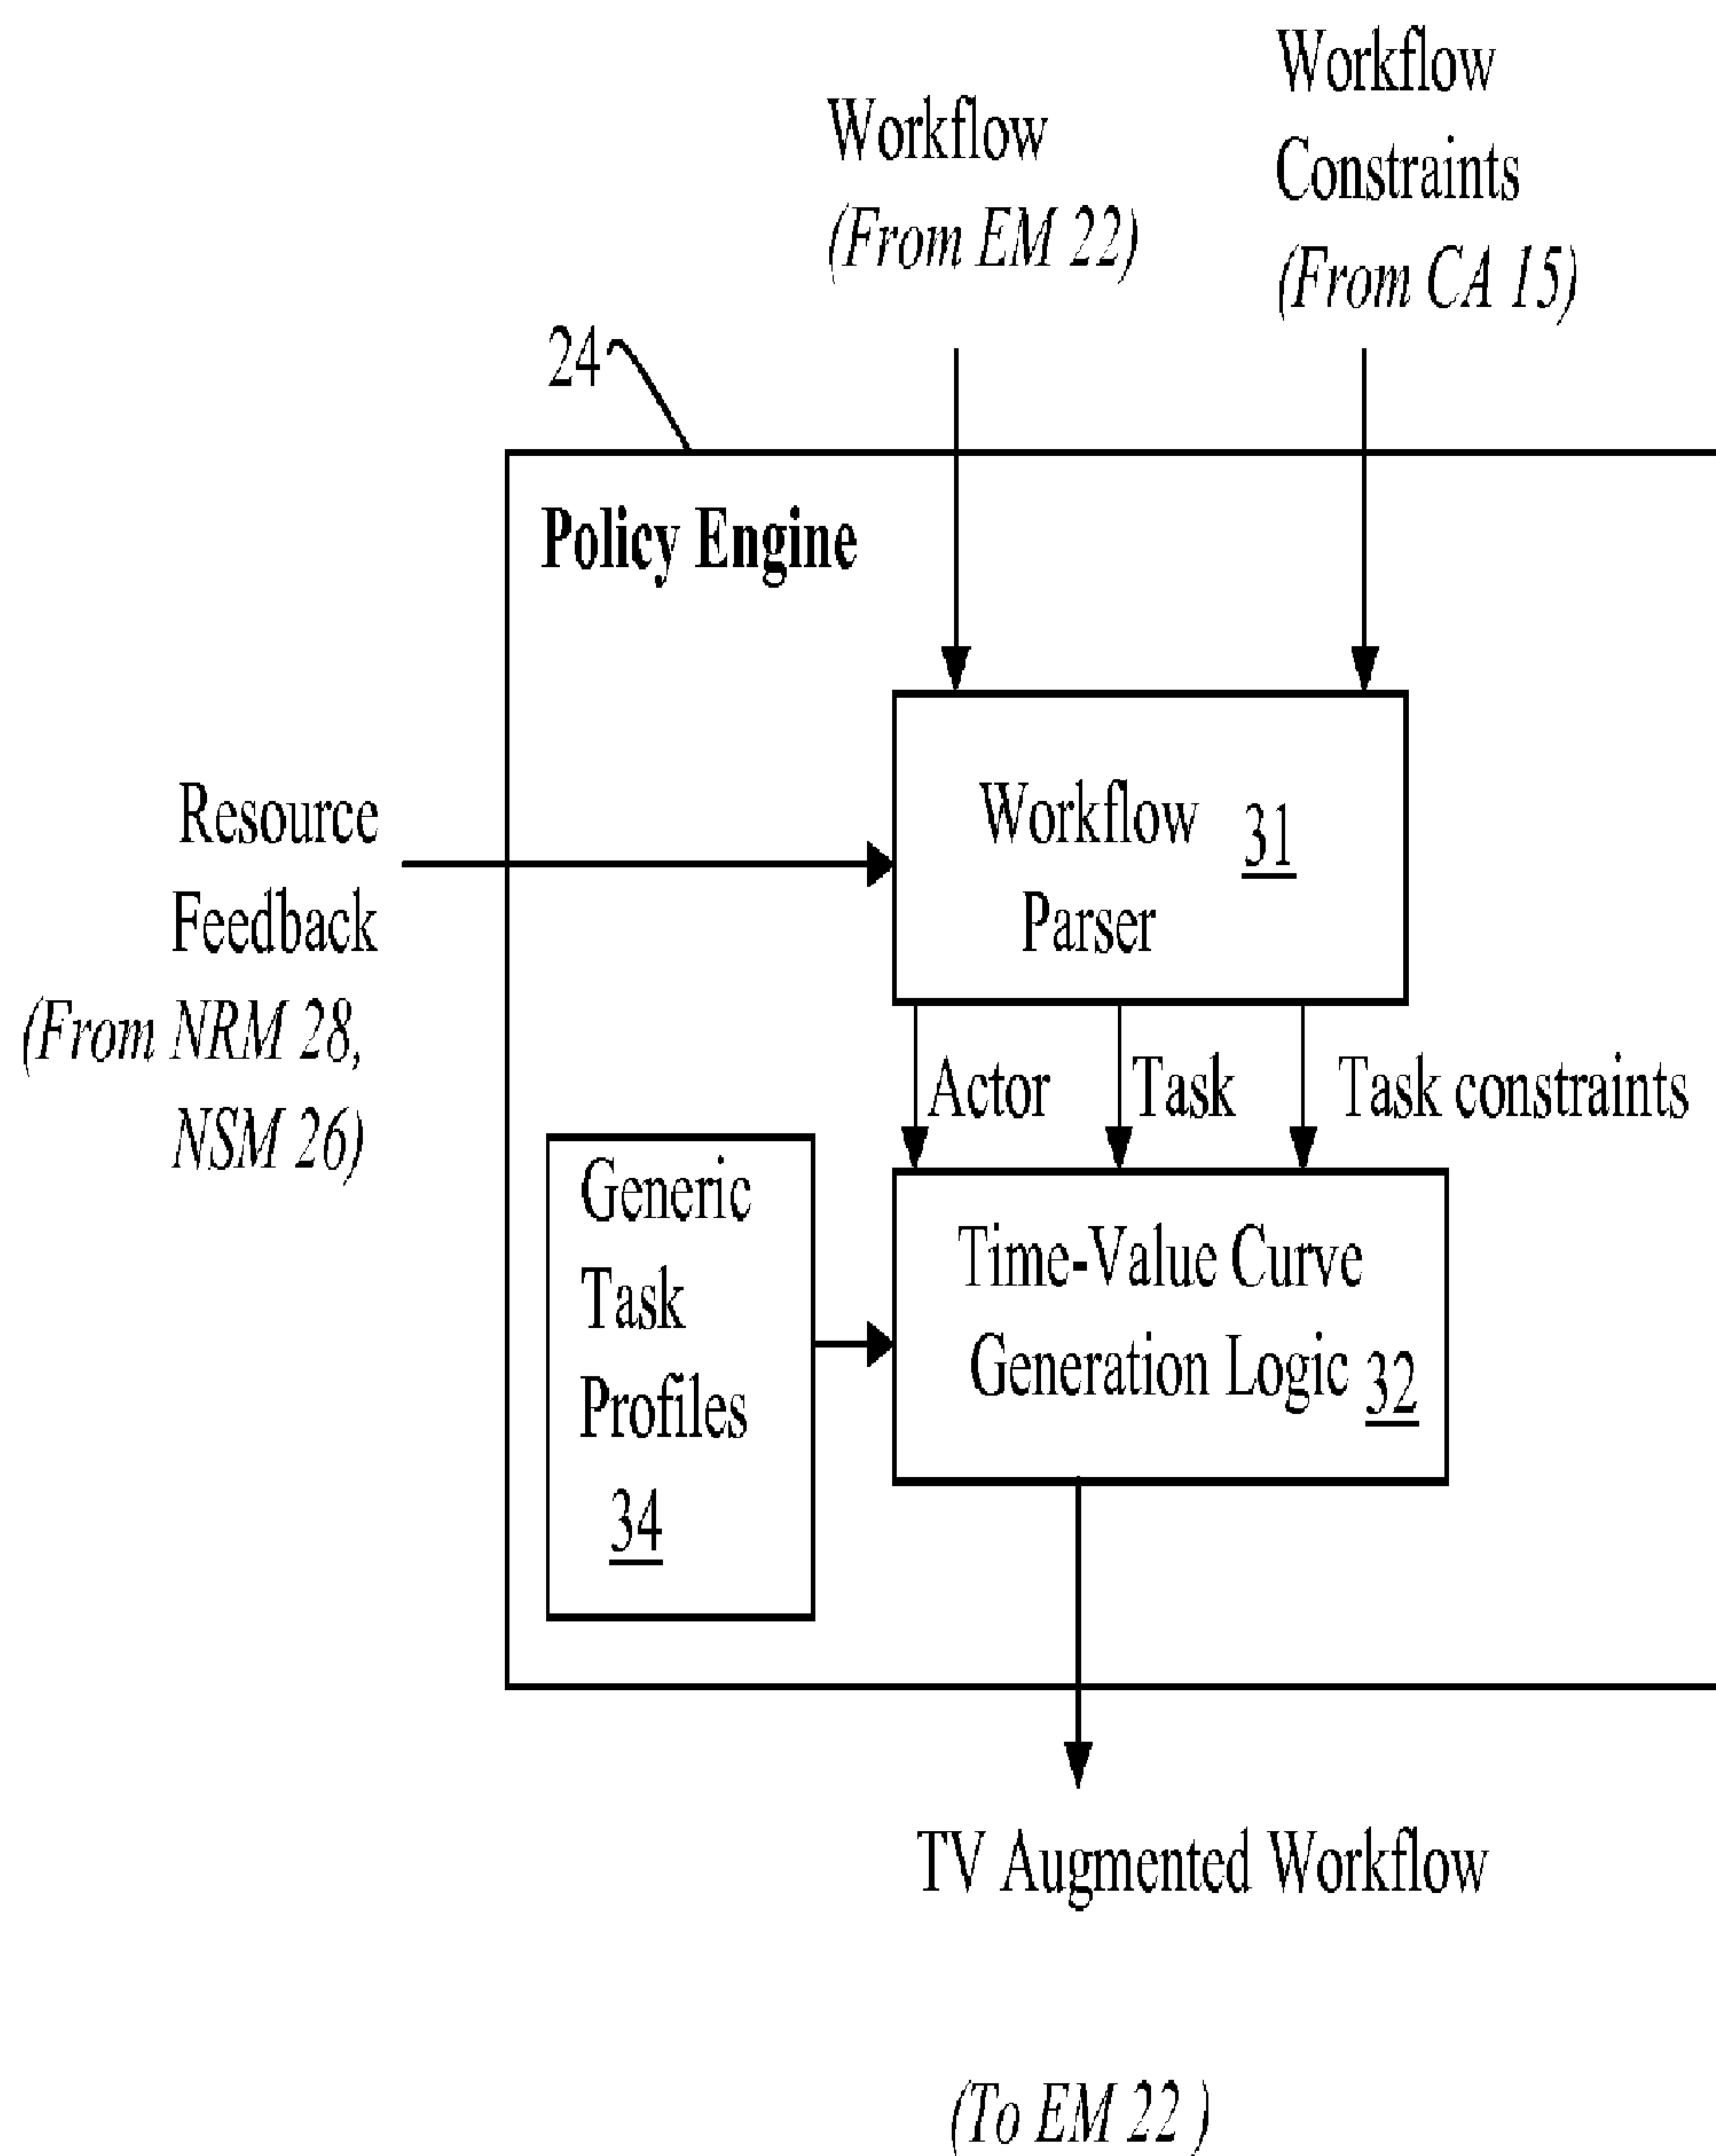 Workflow
(From EM 22)
Workflow
Constraints
(From CA 15)
24
Policy Engine
Resource
Feedback
(From NRM 28,
NSM 26)
Workflow 31
Parser
Actor
Task
Task constraints
Generic
Task
Profiles
34
Time-Value Curve
Generation Logic 32
TV Augmented Workflow
(To EM 22 )